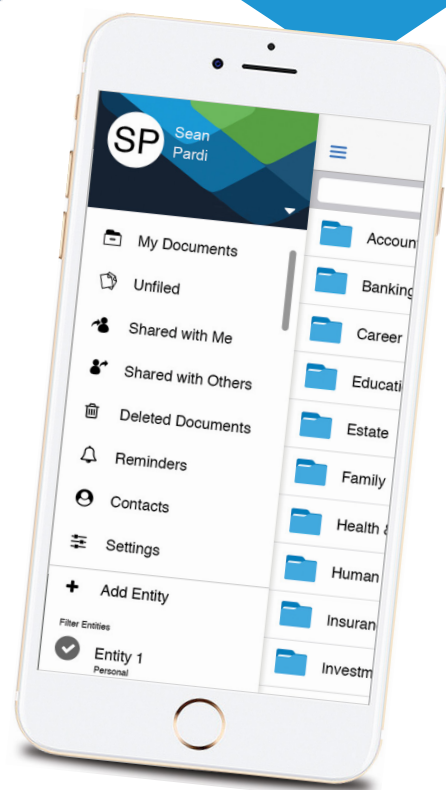 SP
Sean
Pardi
My Documents
Unfiled
Shared with Me
Shared with Others
Deleted Documents
Reminders
Contacts
Settings
Add Entity
Filter Entities
Entity 1
Personal
Accoun
Banking
Career
Educati
Estate
Family
Health &
Human
Insuran
Investm